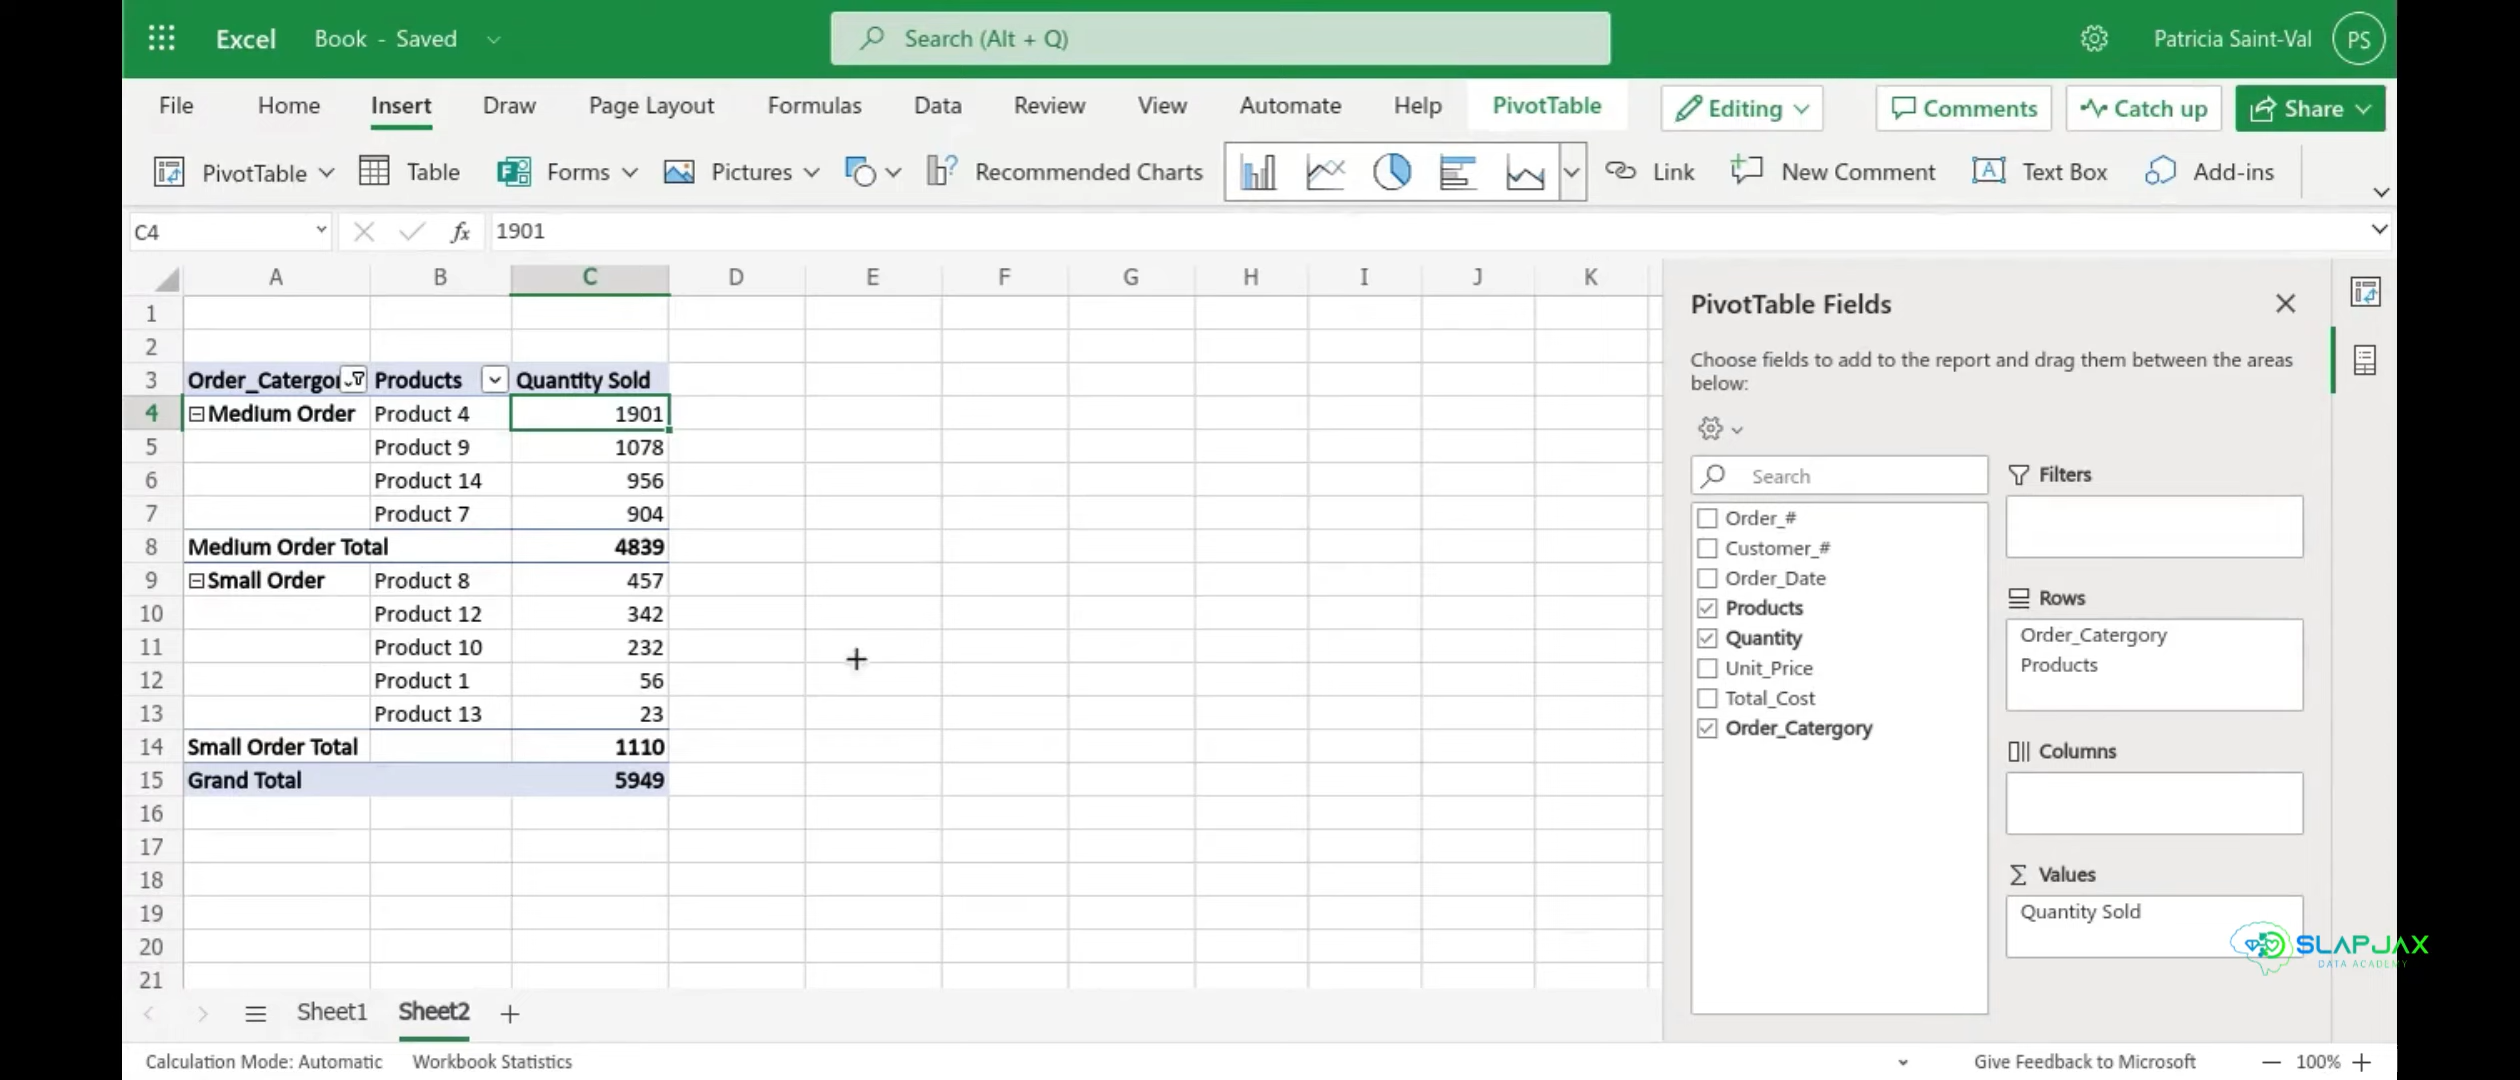 Excel Book - Saved Search (Alt + Q) Patricia Saint-Val PS
File Home Insert Draw Page Layout Formulas Data Review View Automate Help PivotTable Editing Comments Catch up Share
PivotTable Table Forms Pictures Recommended Charts Link New Comment Text Box Add-ins
C4 fx 1901
A B C D E F G H I J K
1
2
3 Order_Catergor Products Quantity Sold
4 Medium Order Product 4 1901
5 Product 9 1078
6 Product 14 956
7 Product 7 904
8 Medium Order Total 4839
9 Small Order Product 8 457
10 Product 12 342
11 Product 10 232
12 Product 1 56
13 Product 13 23
14 Small Order Total 1110
15 Grand Total 5949
16
17
18
19
20
21
PivotTable Fields
Choose fields to add to the report and drag them between the areas
below:
Search
Order_#
Customer_#
Order_Date
Products
Quantity
Unit_Price
Total_Cost
Order_Catergory
Filters
Rows
Order_Catergory
Products
Columns
Values
Quantity Sold
SLAPJAX
DATA ACADEMY
Sheet1 Sheet2
Calculation Mode: Automatic Workbook Statistics Give Feedback to Microsoft 100%